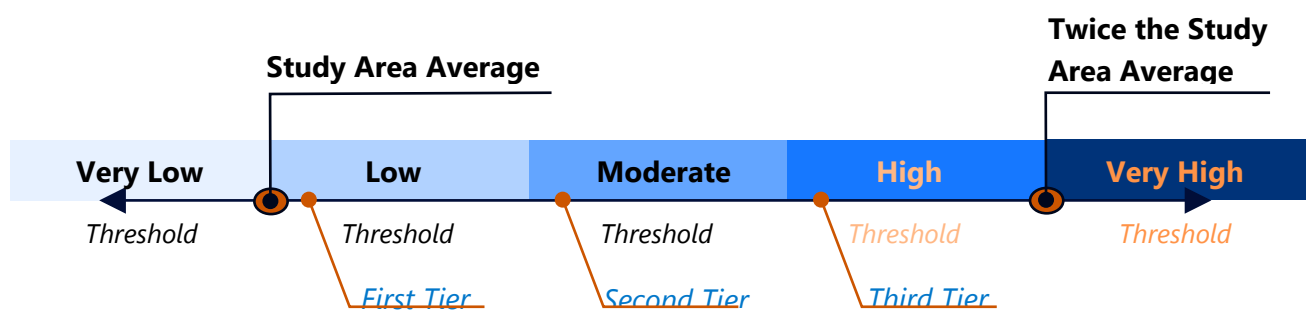 Twice the Study
Area Average
Study Area Average
Very Low
Low
Moderate
High
Very High
Threshold
Threshold
Threshold
Threshold
Threshold
First Tier
Second Tier
Third Tier